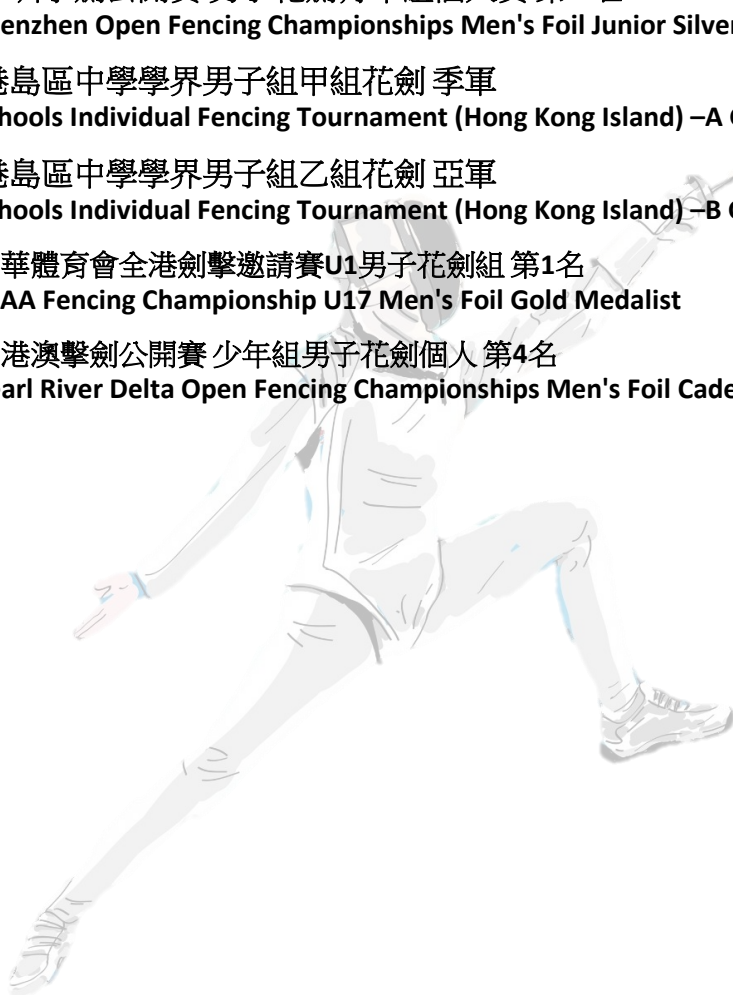 enzhen Open Fencing Championships Men's Foil Junior Silver
港島區中學學界男子組甲組花劍 季軍
hools Individual Fencing Tournament (Hong Kong Island) –A
港島區中學學界男子組乙組花劍 亞軍
hools Individual Fencing Tournament (Hong Kong Island) –B
華體育會全港劍擊邀請賽U1男子花劍組 第1名
AA Fencing Championship U17 Men's Foil Gold Medalist
港澳擊劍公開賽 少年組男子花劍個人 第4名
arl River Delta Open Fencing Championships Men's Foil Cade